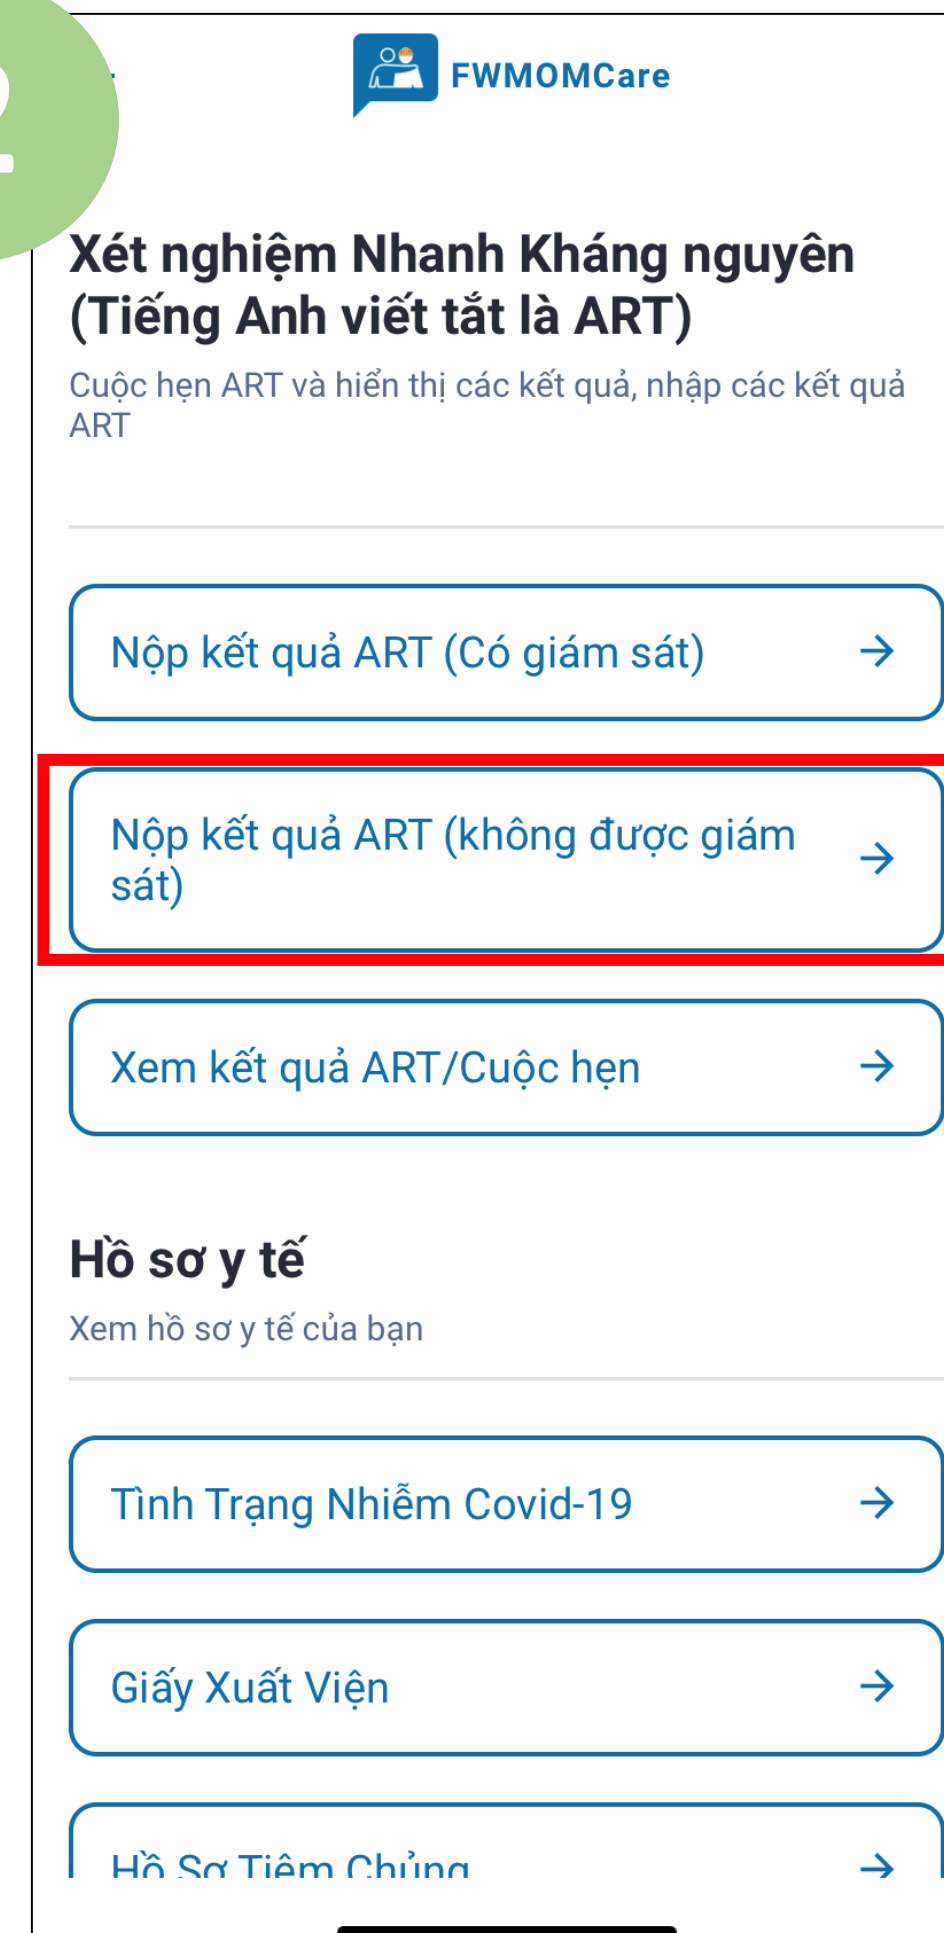 FWMOMCare
Xét nghiệm Nhanh Kháng nguyên
(Tiếng Anh viết tắt là ART)
Cuộc hẹn ART và hiển thị các kết quả, nhập các kết quả
ART
Nộp kết quả ART (Có giám sát)
Nộp kết quả ART (không được giám
sát)
Xem kết quả ART/Cuộc hẹn
Hồ sơ y tế
Xem hồ sơ y tế của bạn
Tình Trạng Nhiễm Covid-19
Giấy Xuất Viện
Hồ Sơ Tiêm Chủng